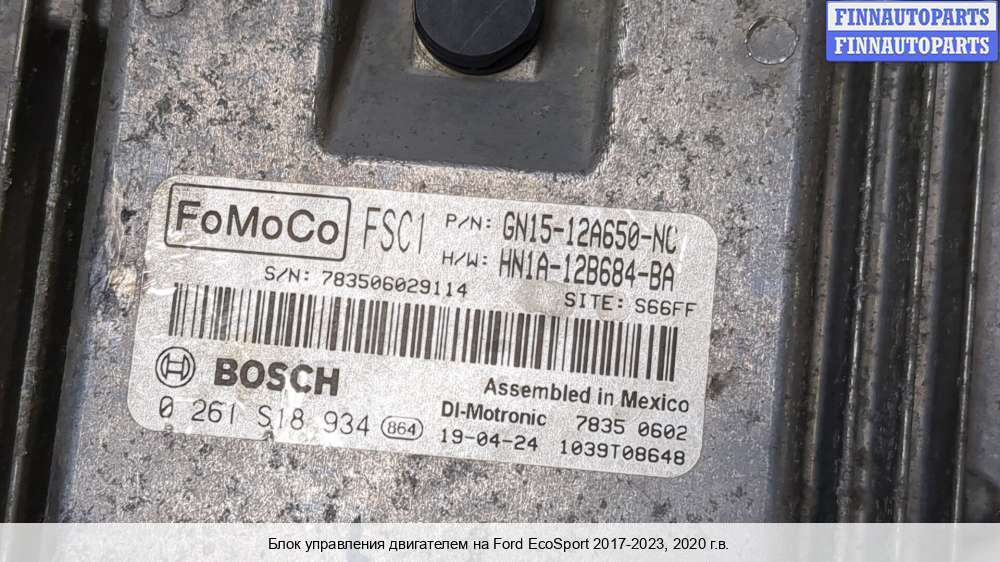 FINNAUTOPARTS
FINNAUTOPARTS
FoMoCo FSC1 P/N: GN15-12A650-NC
H/W: HN1A-12B684-BA
S/N: 783506029114 SITE: S66FF
BOSCH Assembled in Mexico
0 261 S18 934 864 DI-Motronic 7835 0602
19-04-24 1039T08648
Блок управления двигателем на Ford EcoSport 2017-2023, 2020 г.в.